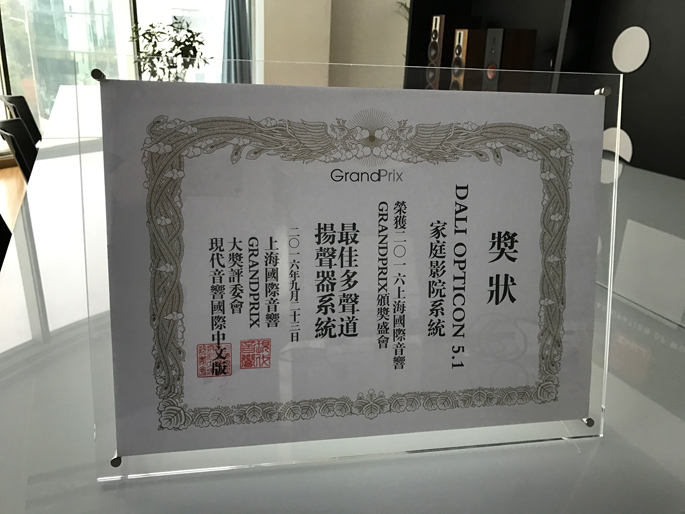 GrandPrix
獎狀
DALI OPTICON 5.1
家庭影院系統
榮獲二〇一六上海國際音響
GRANDPRIX頒獎盛會
最佳多聲道
揚聲器系統
二〇一六年九月二十三日
上海國際音響
GRANDPRIX
大獎評委會
現代音響國際中文版